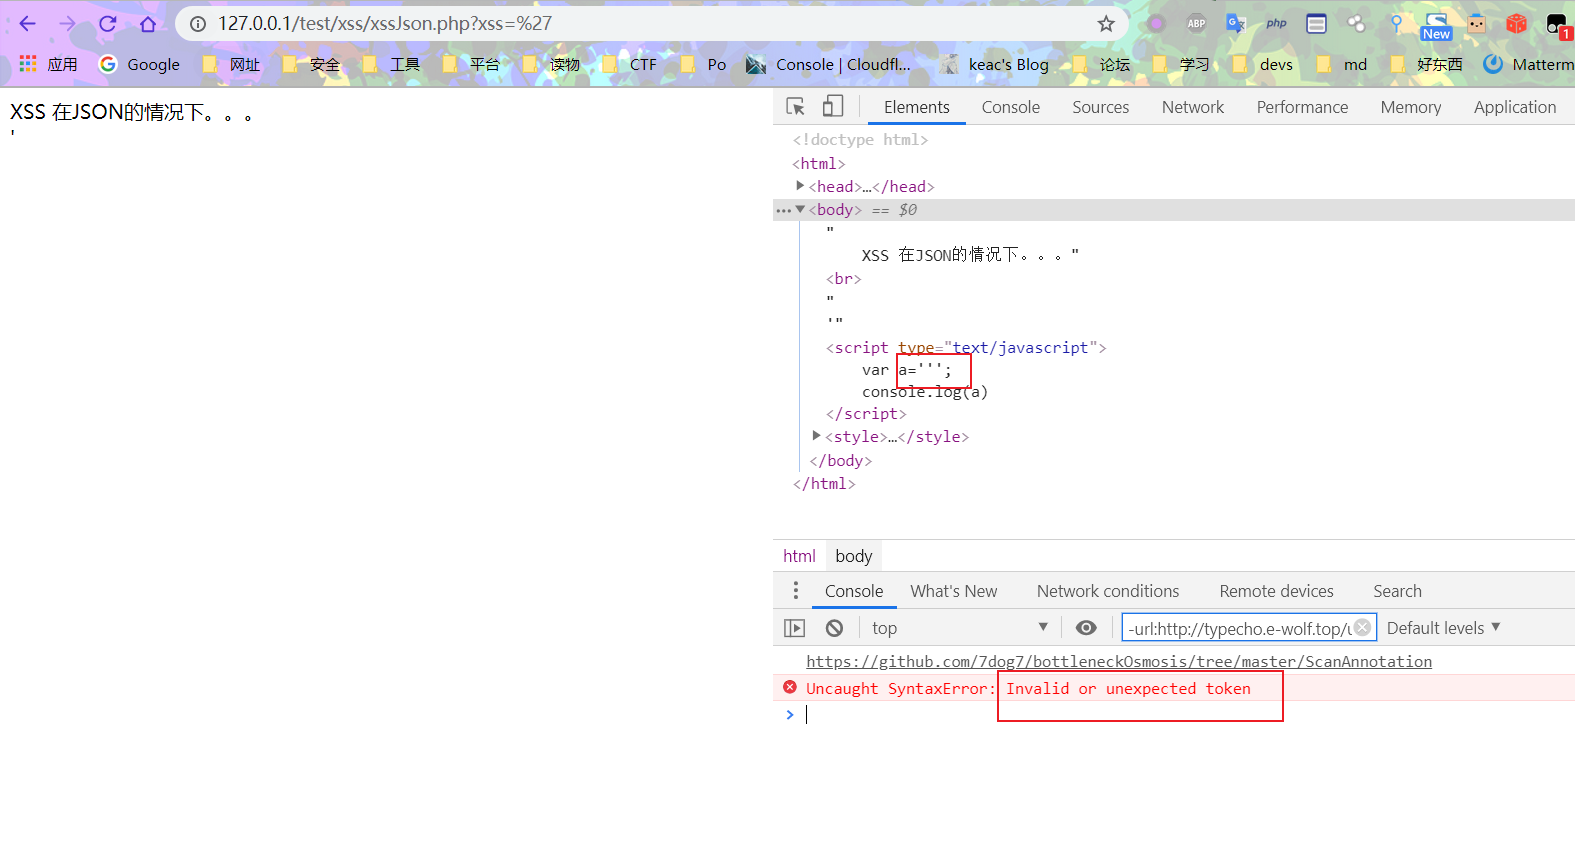 127.0.0.1/test/xss/xssJson.php?xss=%27
ABP
php
New
1
应用 Google 网址 安全 工具 平台 读物 CTF Po Console | Cloudfl... keac's Blog 论坛 学习 devs md 好东西 Matterm
XSS 在JSON的情况下。。。
'
Elements Console Sources Network Performance Memory Application
<!doctype html>
<html>
<head>…</head>
<body> == $0
"
XSS 在JSON的情况下。。。"
<br>
"
'"
<script type="text/javascript">
var a=''';
console.log(a)
</script>
<style>…</style>
</body>
</html>
html body
Console What's New Network conditions Remote devices Search
top -url:http://typecho.e-wolf.top/u Default levels ▼
https://github.com/7dog7/bottleneckOsmosis/tree/master/ScanAnnotation
Uncaught SyntaxError: Invalid or unexpected token
>